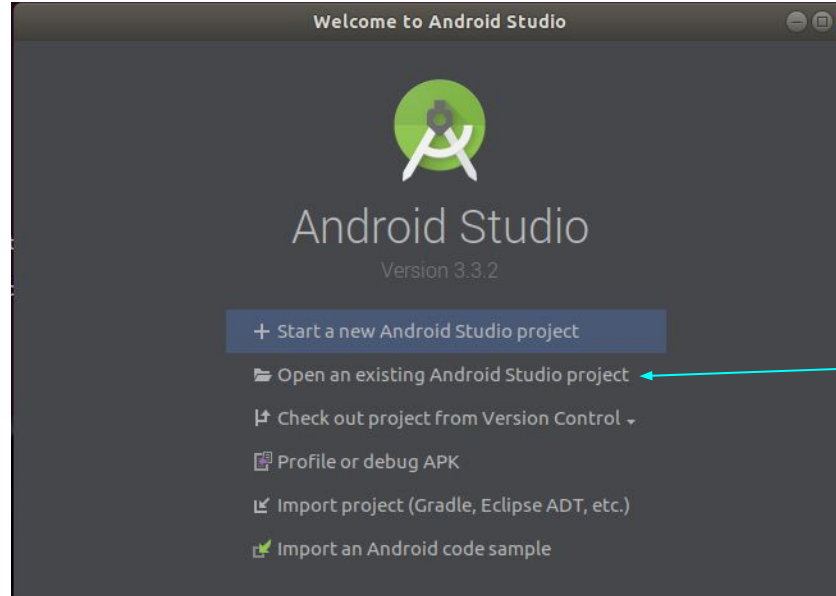 Welcome to Android Studio
Android Studio
Version 3.3.2
Start a new Android Studio project
Open an existing Android Studio project
Check out project from Version Control
Profile or debug APK
Import project (Gradle, Eclipse ADT, etc.)
Import an Android code sample